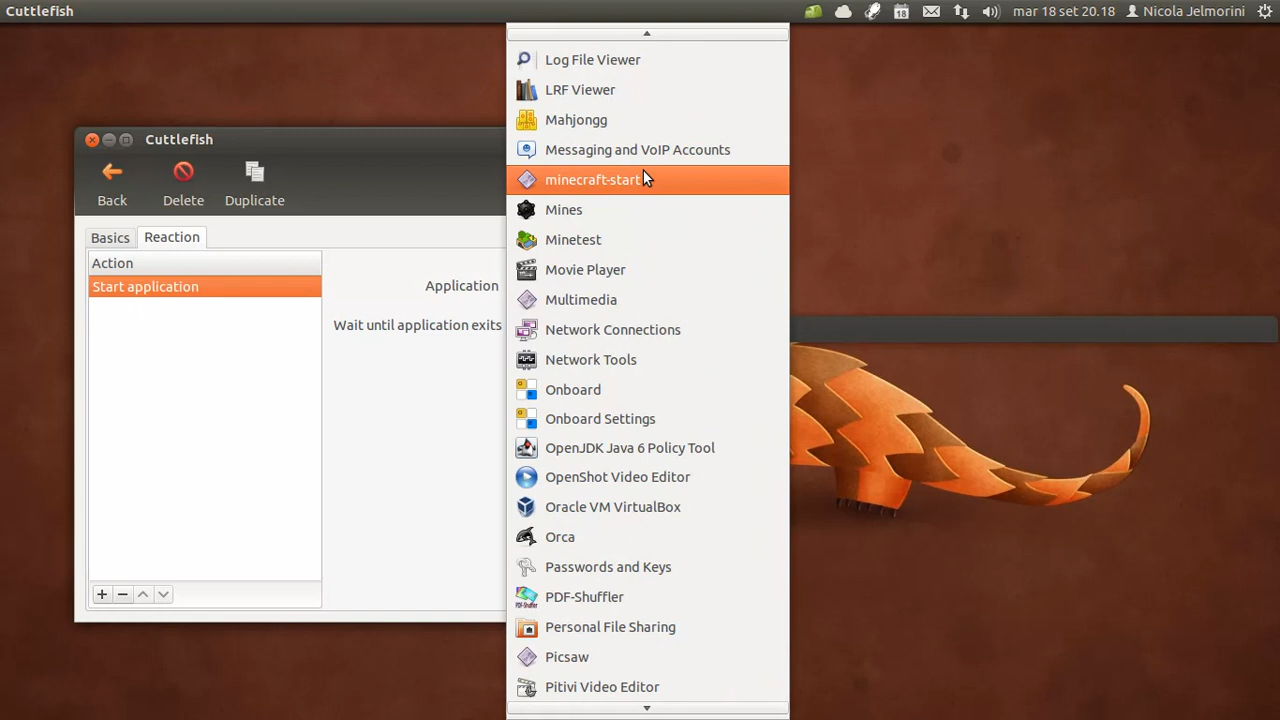 Cuttlefish
18
mar 18 set 20.18
Nicola Jelmorini
Cuttlefish
Back
Delete
Duplicate
Basics
Reaction
Action
Start application
Application
Wait until application exits
Log File Viewer
LRF Viewer
Mahjongg
Messaging and VoIP Accounts
minecraft-start
Mines
Minetest
Movie Player
Multimedia
Network Connections
Network Tools
Onboard
Onboard Settings
OpenJDK Java 6 Policy Tool
OpenShot Video Editor
Oracle VM VirtualBox
Orca
Passwords and Keys
PDF-Shuffler
Personal File Sharing
Picsaw
Pitivi Video Editor